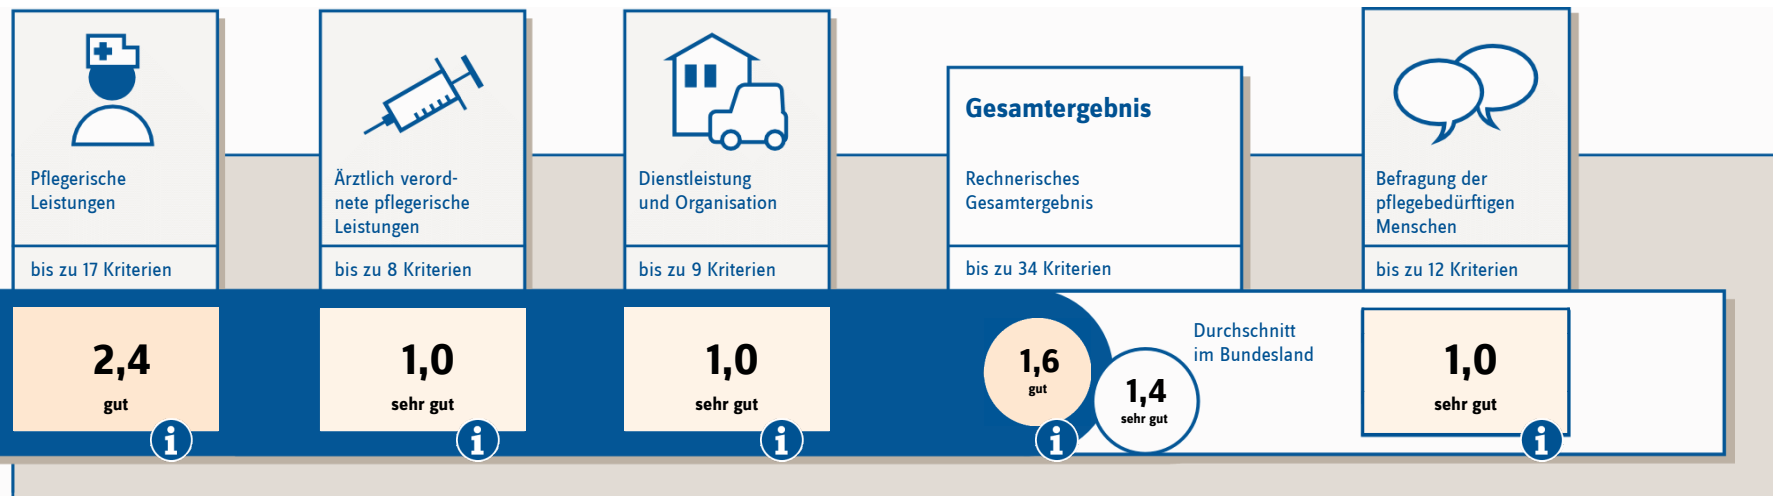 Pflegerische
Leistungen
bis zu 17 Kriterien
2,4
gut
i
Ärztlich verord-
nete pflegerische
Leistungen
bis zu 8 Kriterien
1,0
sehr gut
i
Dienstleistung
und Organisation
bis zu 9 Kriterien
1,0
sehr gut
i
Gesamtergebnis
Rechnerisches
Gesamtergebnis
bis zu 34 Kriterien
1,6
gut
i
Durchschnitt
im Bundesland
1,4
sehr gut
Befragung der
pflegebedürftigen
Menschen
bis zu 12 Kriterien
1,0
sehr gut
i